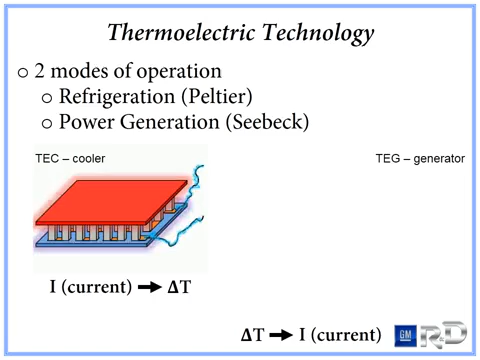 Thermoelectric Technology
o 2 modes of operation
o Refrigeration (Peltier)
o Power Generation (Seebeck)
TEC – cooler
TEG – generator
I (current) → ΔT
ΔT → I (current)
GM R&D